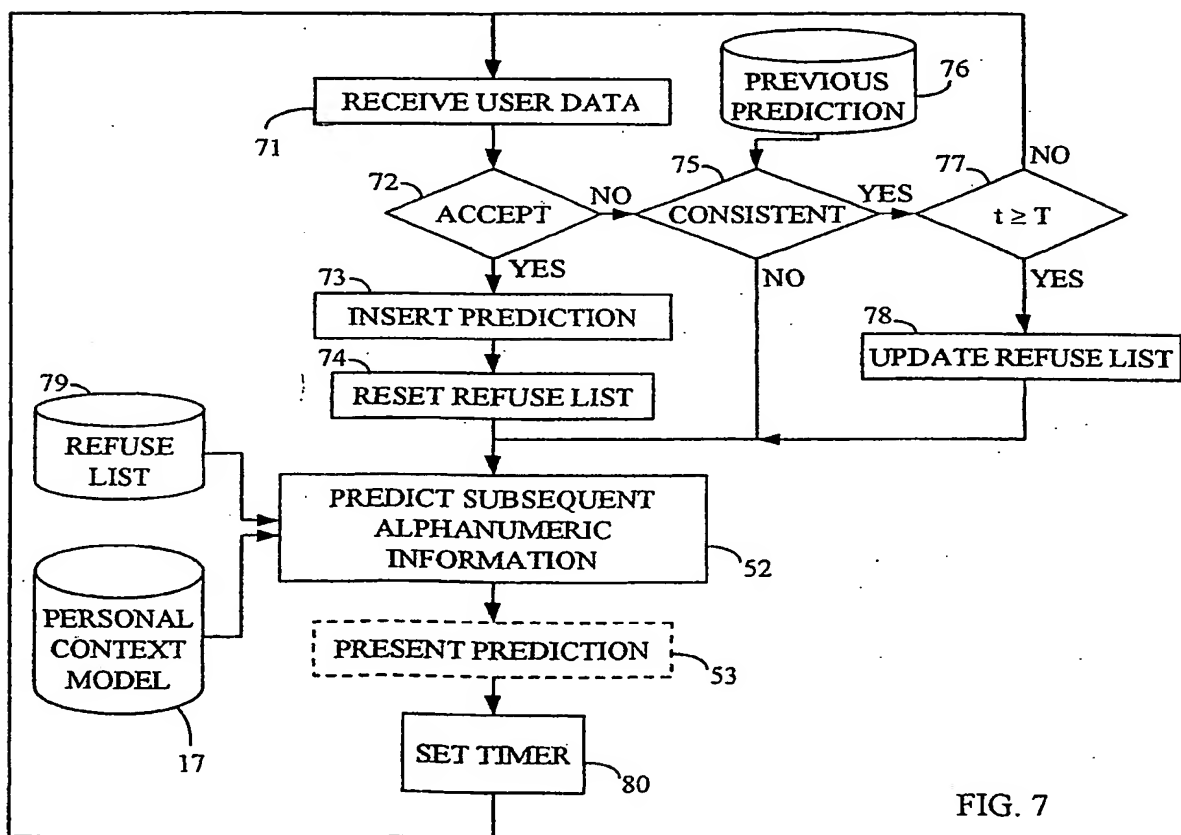 RECEIVE USER DATA
71
PREVIOUS
PREDICTION
76
72
ACCEPT
NO
75
CONSISTENT
YES
77
t ≥ T
NO
YES
NO
YES
73
INSERT PREDICTION
74
RESET REFUSE LIST
78
UPDATE REFUSE LIST
79
REFUSE
LIST
PREDICT SUBSEQUENT
ALPHANUMERIC
INFORMATION
52
PERSONAL
CONTEXT
MODEL
17
PRESENT PREDICTION
53
SET TIMER
80
FIG. 7